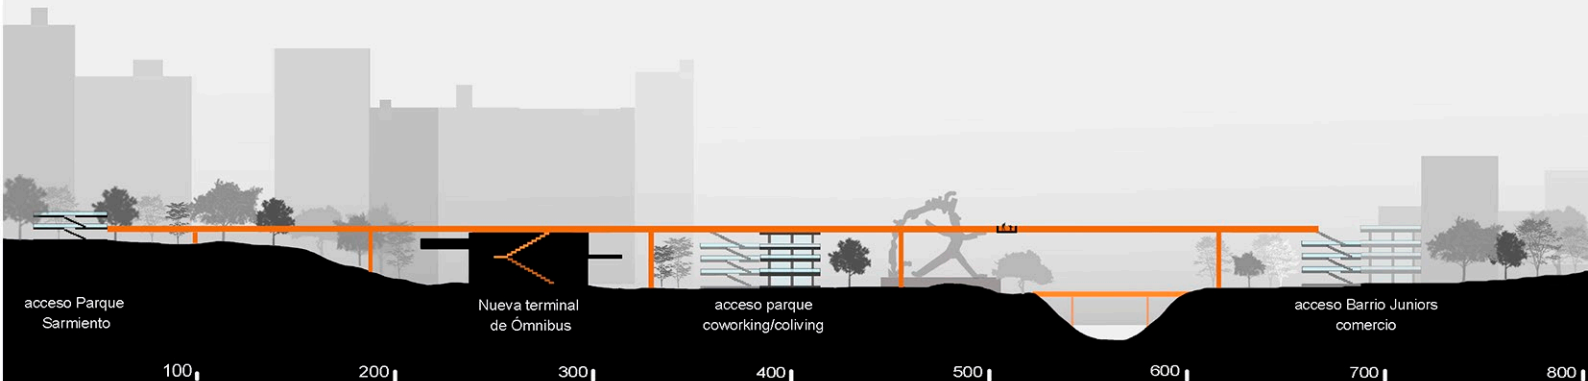 acceso Parque
Sarmiento
Nueva terminal
de Ómnibus
acceso parque
coworking/coliving
acceso Barrio Juniors
comercio
100
200
300
400
500
600
700
800